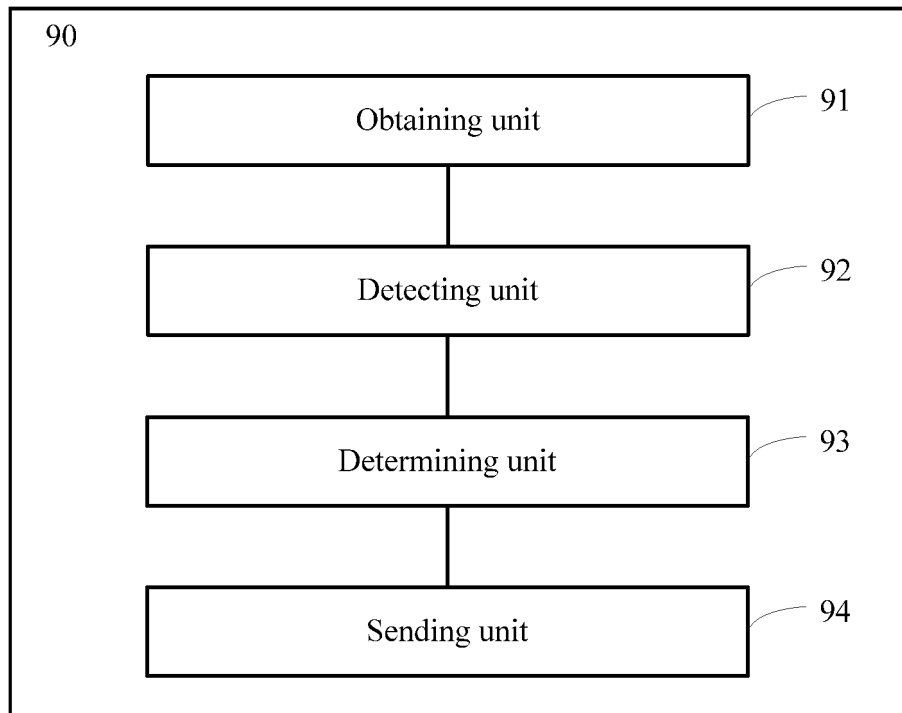 90
Obtaining unit
91
Detecting unit
92
Determining unit
93
Sending unit
94